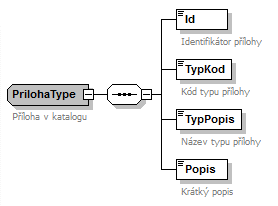 Id
Identifikátor přílohy
TypKod
Kód typu přílohy
PrilohaType
Příloha v katalogu
TypPopis
Název typu přílohy
Popis
Krátký popis